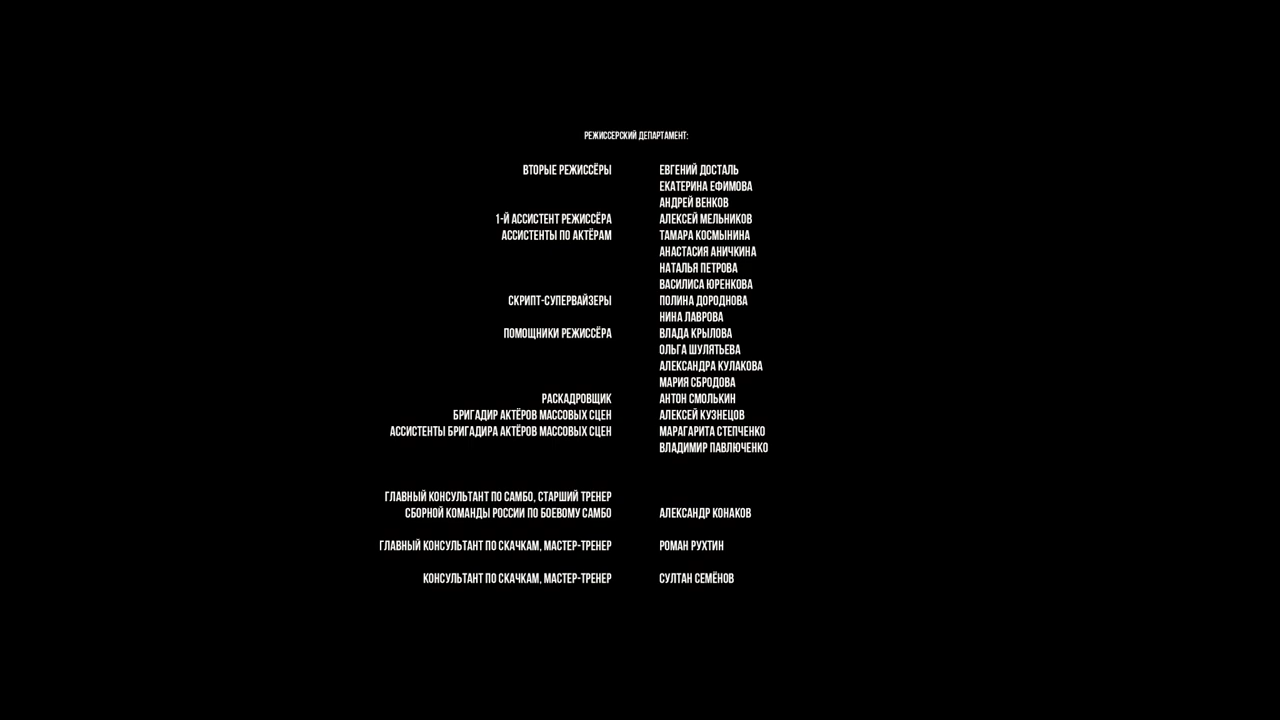 РЕЖИССЕРСКИЙ ДЕПАРТАМЕНТ:
ВТОРЫЕ РЕЖИССЁРЫ ЕВГЕНИЙ ДОСТАЛЬ
ЕКАТЕРИНА ЕФИМОВА
АНДРЕЙ ВЕНКОВ
1-Й АССИСТЕНТ РЕЖИССЁРА АЛЕКСЕЙ МЕЛЬНИКОВ
АССИСТЕНТЫ ПО АКТЁРАМ ТАМАРА КОСМЫНИНА
АНАСТАСИЯ АНИЧКИНА
НАТАЛЬЯ ПЕТРОВА
ВАСИЛИСА ЮРЕНКОВА
СКРИПТ-СУПЕРВАЙЗЕРЫ ПОЛИНА ДОРОДНОВА
НИНА ЛАВРОВА
ПОМОЩНИКИ РЕЖИССЁРА ВЛАДА КРЫЛОВА
ОЛЬГА ШУЛЯТЬЕВА
АЛЕКСАНДРА КУЛАКОВА
МАРИЯ СБРОДОВА
РАСКАДРОВЩИК АНТОН СМОЛЬКИН
БРИГАДИР АКТЁРОВ МАССОВЫХ СЦЕН АЛЕКСЕЙ КУЗНЕЦОВ
АССИСТЕНТЫ БРИГАДИРА АКТЁРОВ МАССОВЫХ СЦЕН МАРАГАРИТА СТЕПЧЕНКО
ВЛАДИМИР ПАВЛЮЧЕНКО
ГЛАВНЫЙ КОНСУЛЬТАНТ ПО САМБО, СТАРШИЙ ТРЕНЕР
СБОРНОЙ КОМАНДЫ РОССИИ ПО БОЕВОМУ САМБО АЛЕКСАНДР КОНАКОВ
ГЛАВНЫЙ КОНСУЛЬТАНТ ПО СКАЧКАМ, МАСТЕР-ТРЕНЕР РОМАН РУХТИН
КОНСУЛЬТАНТ ПО СКАЧКАМ, МАСТЕР-ТРЕНЕР СУЛТАН СЕМЁНОВ